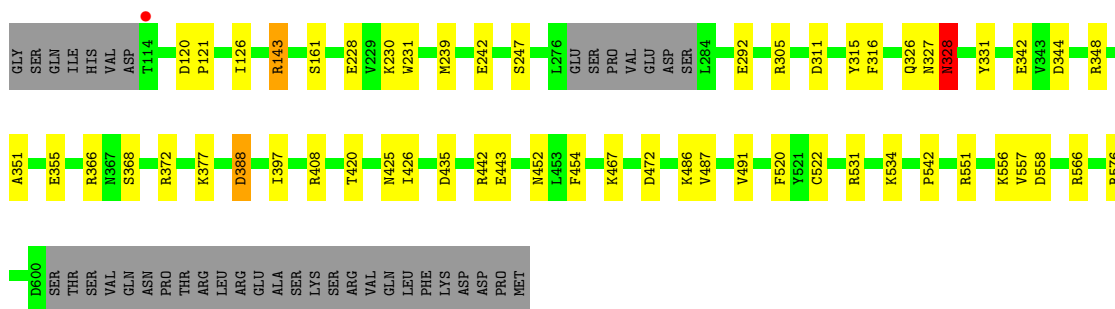 GLY SER GLN ILE HIS VAL ASP T114 D120 P121 I126 R143 S161 E228 V229 K230 W231 M239 E242 S247 L276 GLU SER PRO VAL GLU ASP SER L284 E292 R305 D311 Y315 F316 Q326 N327 N328 Y331 E342 V343 D344 R348
A351 E355 R366 N367 S368 R372 K377 D388 I397 R408 T420 N425 I426 D435 R442 E443 N452 L453 F454 K467 D472 K486 V487 V491 F520 Y521 C522 R531 K534 P542 R551 K556 V557 D558 R566
D600 SER THR SER VAL GLN ASN PRO THR ARG LEU ARG GLU ALA SER LYS SER ARG VAL GLN LEU PHE LYS ASP ASP PRO MET